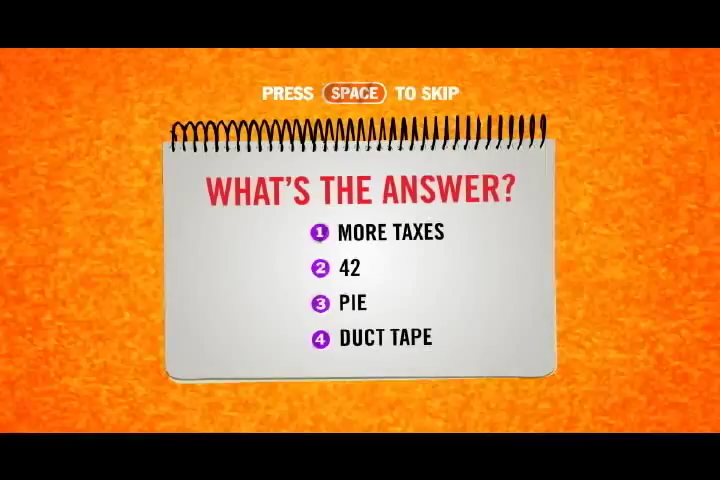 PRESS SPACE TO SKIP
WHAT'S THE ANSWER?
1 MORE TAXES
2 42
3 PIE
4 DUCT TAPE